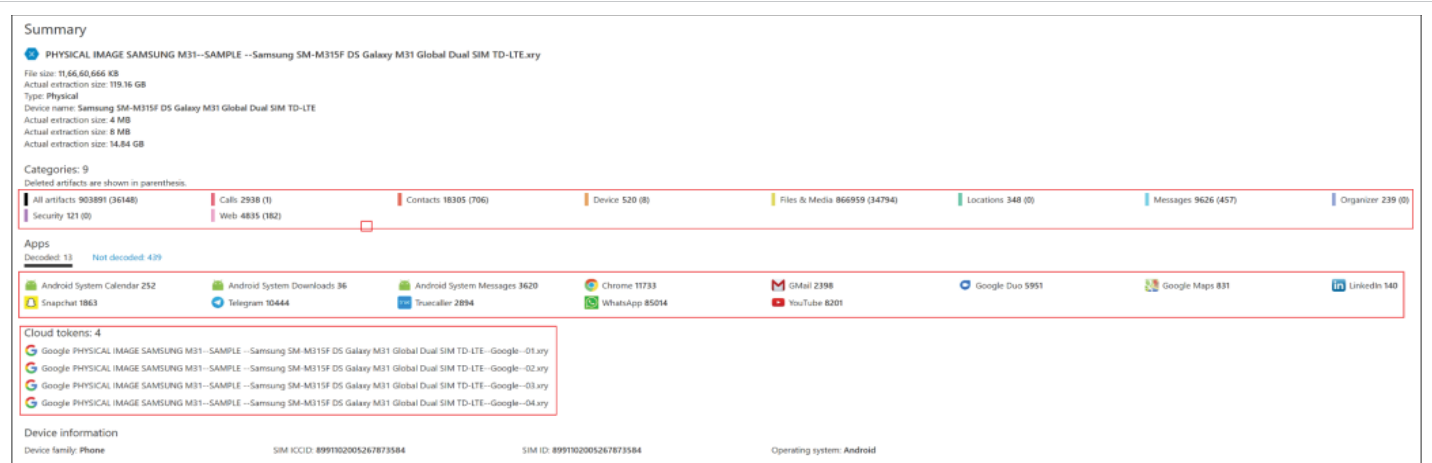 Summary
PHYSICAL IMAGE SAMSUNG M31--SAMPLE --Samsung SM-M315F DS Galaxy M31 Global Dual SIM TD-LTE.xry
File size: 11,66,60,666 KB
Actual extraction size: 119.16 GB
Type: Physical
Device name: Samsung SM-M315F DS Galaxy M31 Global Dual SIM TD-LTE
Actual extraction size: 4 MB
Actual extraction size: 8 MB
Actual extraction size: 14.84 GB
Categories: 9
Deleted artifacts are shown in parenthesis.
All artifacts 903891 (36148) Calls 2938 (1) Contacts 18305 (706) Device 520 (8) Files & Media 866959 (34794) Locations 348 (0) Messages 9626 (457) Organizer 239 (0)
Security 121 (0) Web 4835 (182)
Apps
Decoded: 13 Not decoded: 439
Android System Calendar 252 Android System Downloads 36 Android System Messages 3620 Chrome 11733 GMail 2398 Google Duo 5951 Google Maps 831 LinkedIn 140
Snapchat 1863 Telegram 10444 Truecaller 2894 WhatsApp 85014 YouTube 8201
Cloud tokens: 4
Google PHYSICAL IMAGE SAMSUNG M31--SAMPLE --Samsung SM-M315F DS Galaxy M31 Global Dual SIM TD-LTE--Google--01.xry
Google PHYSICAL IMAGE SAMSUNG M31--SAMPLE --Samsung SM-M315F DS Galaxy M31 Global Dual SIM TD-LTE--Google--02.xry
Google PHYSICAL IMAGE SAMSUNG M31--SAMPLE --Samsung SM-M315F DS Galaxy M31 Global Dual SIM TD-LTE--Google--03.xry
Google PHYSICAL IMAGE SAMSUNG M31--SAMPLE --Samsung SM-M315F DS Galaxy M31 Global Dual SIM TD-LTE--Google--04.xry
Device information
Device family: Phone SIM ICCID: 8991102005267873584 SIM ID: 8991102005267873584 Operating system: Android